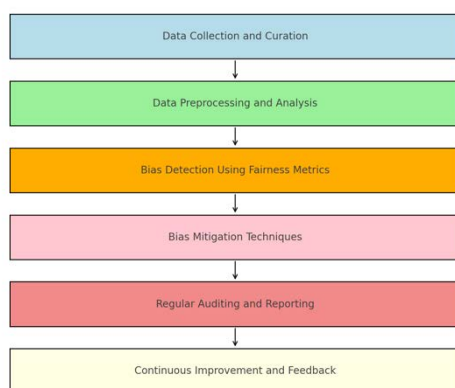 Data Collection and Curation
Data Preprocessing and Analysis
Bias Detection Using Fairness Metrics
Bias Mitigation Techniques
Regular Auditing and Reporting
Continuous Improvement and Feedback